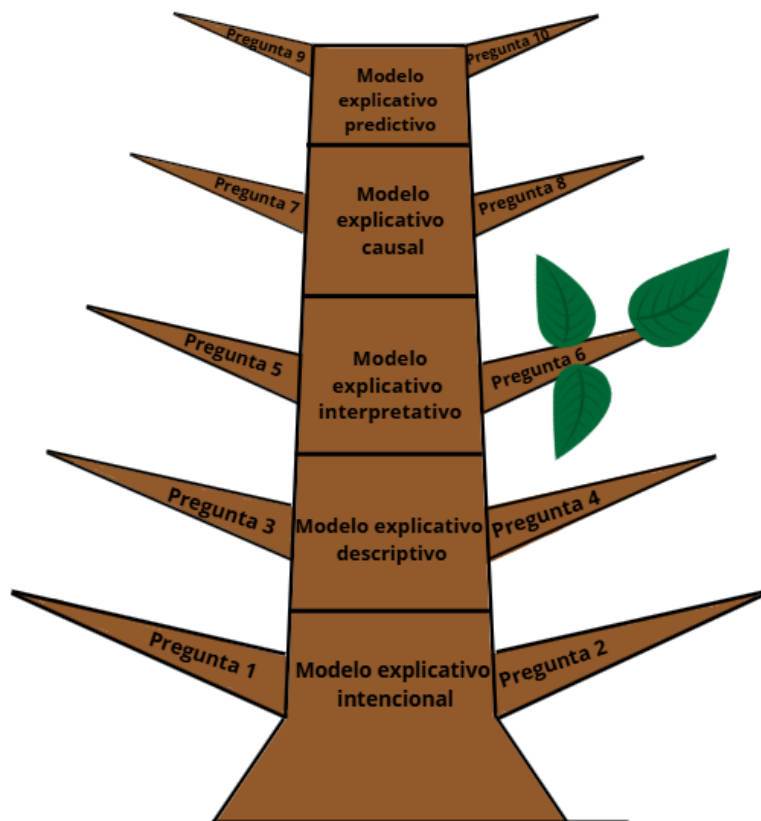 Pregunta 9
Pregunta 10
Modelo
explicativo
predictivo
Pregunta 7
Modelo
explicativo
causal
Pregunta 8
Pregunta 5
Modelo
explicativo
interpretativo
Pregunta 6
Pregunta 3
Modelo explicativo
descriptivo
Pregunta 4
Pregunta 1
Modelo explicativo
intencional
Pregunta 2